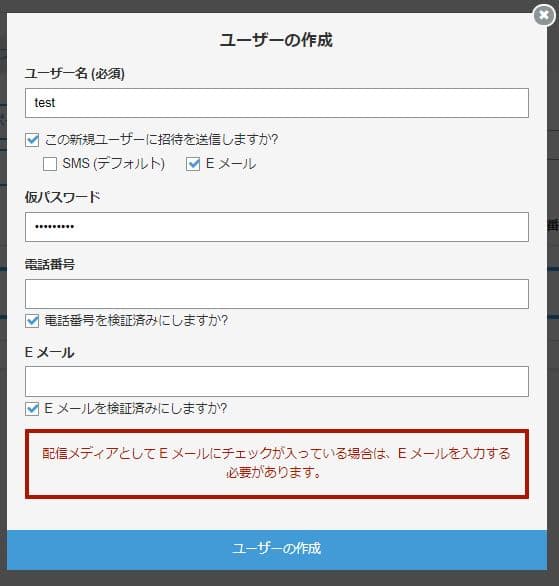 ユーザーの作成
ユーザー名 (必須)
test
この新規ユーザーに招待を送信しますか?
SMS (デフォルト) E メール
仮パスワード
•••••••••
番
電話番号
電話番号を検証済みにしますか?
E メール
E メールを検証済みにしますか?
配信メディアとして E メールにチェックが入っている場合は、E メールを入力する
必要があります。
ユーザーの作成